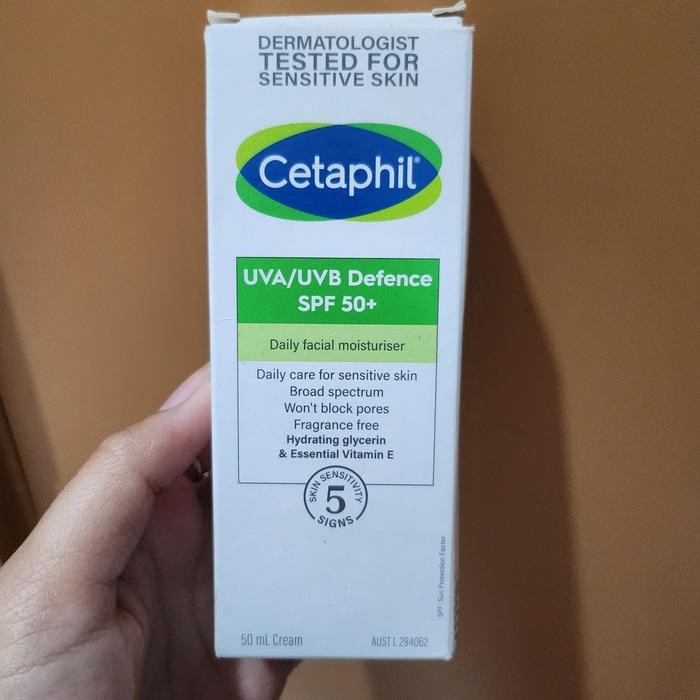 DERMATOLOGIST
TESTED FOR
SENSITIVE SKIN
Cetaphil®
UVA/UVB Defence
SPF 50+
Daily facial moisturiser
Daily care for sensitive skin
Broad spectrum
Won't block pores
Fragrance free
Hydrating glycerin
& Essential Vitamin E
SKIN SENSITIVITY
5
SIGNS
SPF: Sun Protection Factor
50 mL Cream
AUST L 294062